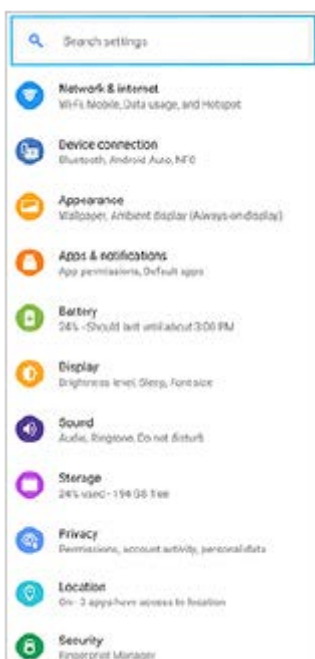 Search settings
Network & internet
Wi-Fi, Mobile, Data usage, and Hotspot
Device connection
Bluetooth, Android Auto, NFC
Appearance
Wallpaper, Ambient display (Always-on display)
Apps & notifications
App permissions, Default apps
Battery
24% - Should last until about 3:00 PM
Display
Brightness level, Sleep, Font size
Sound
Audio, Ringtone, Do not disturb
Storage
24% used - 194 GB free
Privacy
Permissions, account activity, personal data
Location
On - 3 apps have access to location
Security
Fingerprint Manager